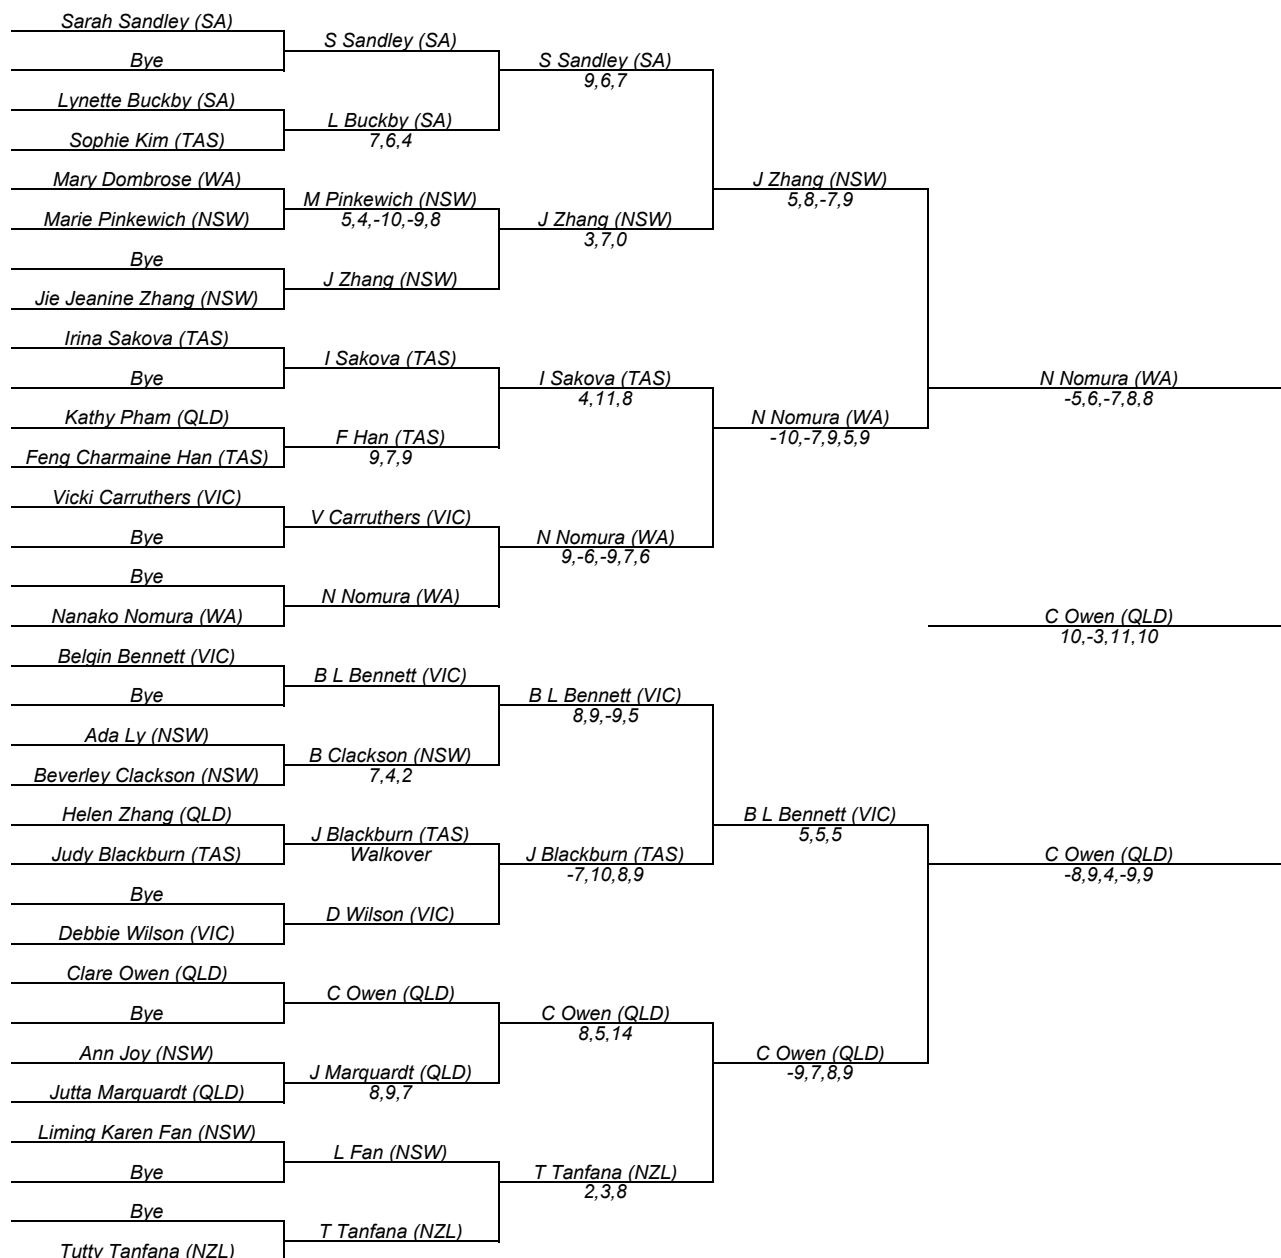 Sarah Sandley (SA)
Bye
Lynette Buckby (SA)
Sophie Kim (TAS)
Mary Dombrose (WA)
Marie Pinkewich (NSW)
Bye
Jie Jeanine Zhang (NSW)
Irina Sakova (TAS)
Bye
Kathy Pham (QLD)
Feng Charmaine Han (TAS)
Vicki Carruthers (VIC)
Bye
Bye
Nanako Nomura (WA)
Belgin Bennett (VIC)
Bye
Ada Ly (NSW)
Beverley Clackson (NSW)
Helen Zhang (QLD)
Judy Blackburn (TAS)
Bye
Debbie Wilson (VIC)
Clare Owen (QLD)
Bye
Ann Joy (NSW)
Jutta Marquardt (QLD)
Liming Karen Fan (NSW)
Bye
Bye
Tutty Tanfana (NZL)
S Sandley (SA)
L Buckby (SA)
7,6,4
M Pinkewich (NSW)
5,4,-10,-9,8
J Zhang (NSW)
I Sakova (TAS)
F Han (TAS)
9,7,9
V Carruthers (VIC)
N Nomura (WA)
B L Bennett (VIC)
B Clackson (NSW)
7,4,2
J Blackburn (TAS)
Walkover
D Wilson (VIC)
C Owen (QLD)
J Marquardt (QLD)
8,9,7
L Fan (NSW)
T Tanfana (NZL)
S Sandley (SA)
9,6,7
J Zhang (NSW)
3,7,0
I Sakova (TAS)
4,11,8
N Nomura (WA)
9,-6,-9,7,6
B L Bennett (VIC)
8,9,-9,5
J Blackburn (TAS)
-7,10,8,9
C Owen (QLD)
8,5,14
T Tanfana (NZL)
2,3,8
J Zhang (NSW)
5,8,-7,9
N Nomura (WA)
-10,-7,9,5,9
B L Bennett (VIC)
5,5,5
C Owen (QLD)
-9,7,8,9
N Nomura (WA)
-5,6,-7,8,8
C Owen (QLD)
10,-3,11,10
C Owen (QLD)
-8,9,4,-9,9